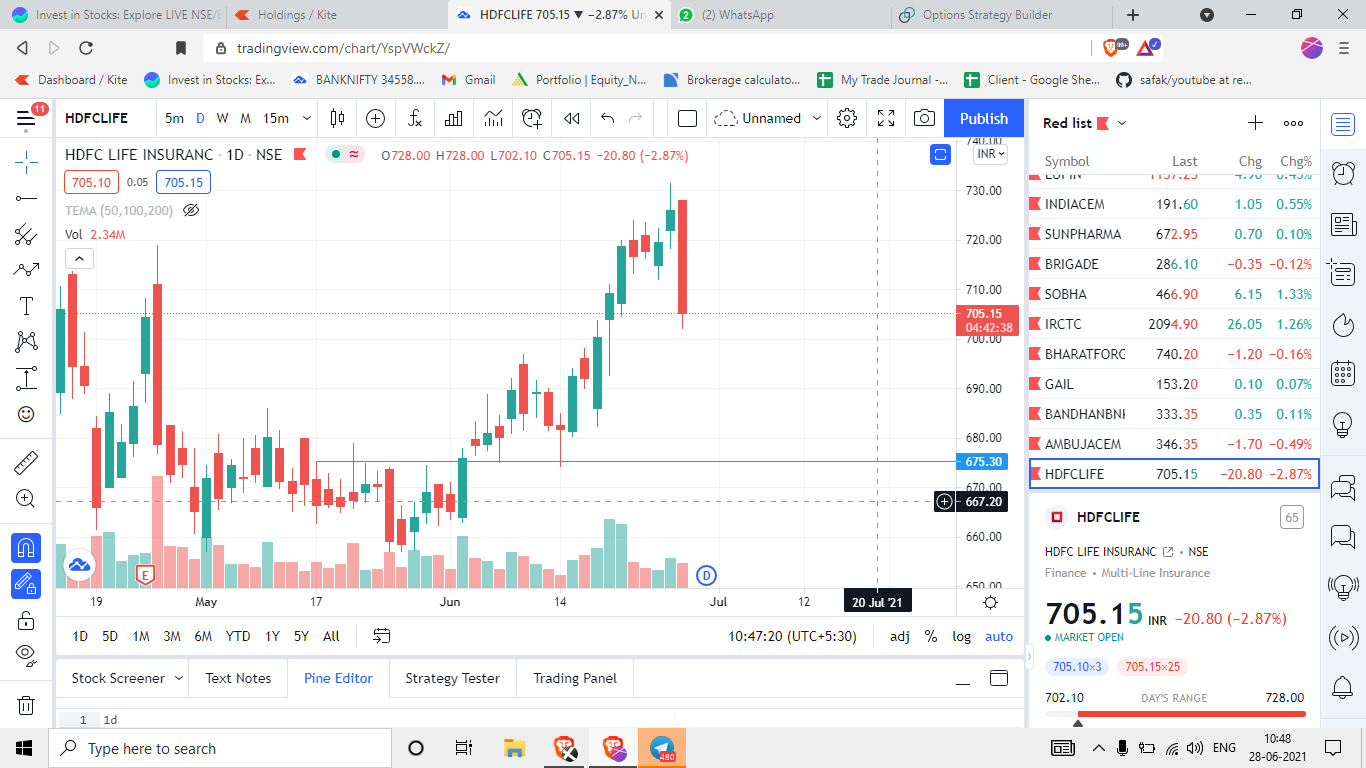 Invest in Stocks: Explore LIVE NSE/B
Holdings / Kite
HDFCLIFE 705.15 ▼ −2.87% Un
(2) WhatsApp
Options Strategy Builder
tradingview.com/chart/YspVWckZ/
99+
Dashboard / Kite
Invest in Stocks: Ex...
BANKNIFTY 34558....
Gmail
Portfolio | Equity_N...
Brokerage calculato...
My Trade Journal -...
Client - Google She...
safak/youtube at re...
11
HDFCLIFE
5m D W M 15m
Unnamed
Publish
HDFC LIFE INSURANC · 1D · NSE
O728.00 H728.00 L702.10 C705.15 −20.80 (−2.87%)
705.10 0.05 705.15
TEMA (50,100,200)
Vol 2.34M
INR
740.00
730.00
720.00
710.00
705.15
04:42:38
700.00
690.00
680.00
675.30
670.00
667.20
660.00
650.00
E
D
19 May 17 Jun 14 Jul 12 20 Jul '21
1D 5D 1M 3M 6M YTD 1Y 5Y All
10:47:20 (UTC+5:30)
adj % log auto
Stock Screener
Text Notes
Pine Editor
Strategy Tester
Trading Panel
1 1d
Red list
Symbol Last Chg Chg%
LUPIN 1157.25 4.90 0.43%
INDIACEM 191.60 1.05 0.55%
SUNPHARMA 672.95 0.70 0.10%
BRIGADE 286.10 −0.35 −0.12%
SOBHA 466.90 6.15 1.33%
IRCTC 2094.90 26.05 1.26%
BHARATFORG 740.20 −1.20 −0.16%
GAIL 153.20 0.10 0.07%
BANDHANBNK 333.35 0.35 0.11%
AMBUJACEM 346.35 −1.70 −0.49%
HDFCLIFE 705.15 −20.80 −2.87%
HDFCLIFE
65
HDFC LIFE INSURANC • NSE
Finance • Multi-Line Insurance
705.15 INR −20.80 (−2.87%)
MARKET OPEN
705.10×3 705.15×25
702.10 DAY'S RANGE 728.00
Type here to search
480
ENG
10:48
28-06-2021